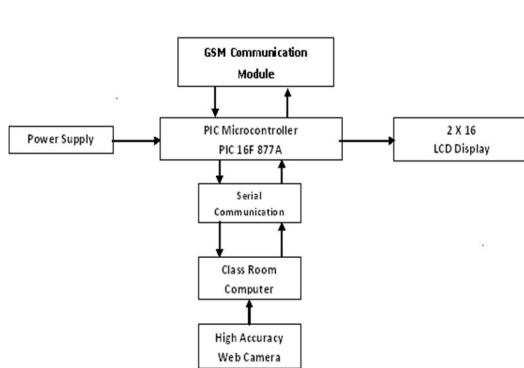 GSM Communication
Module
Power Supply
PIC Microcontroller
PIC 16F 877A
2 X 16
LCD Display
Serial
Communication
Class Room
Computer
High Accuracy
Web Camera